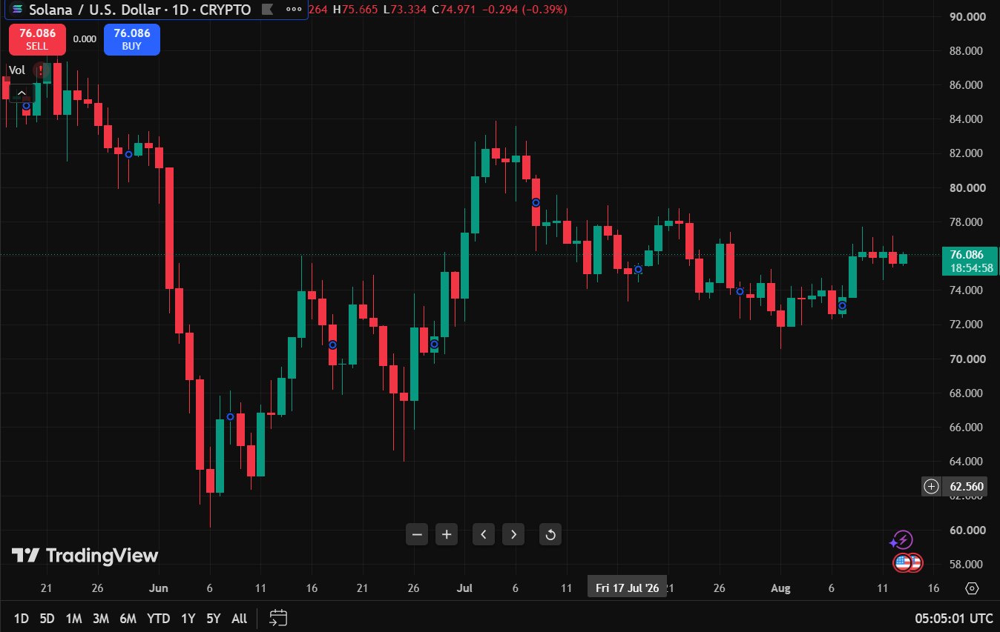 Solana / U.S. Dollar · 1D · CRYPTO 264 H75.665 L73.334 C74.971 −0.294 (−0.39%)
76.086 SELL
0.000
76.086 BUY
Vol
90.000
88.000
86.000
84.000
82.000
80.000
78.000
76.086
18:54:58
74.000
72.000
70.000
68.000
66.000
64.000
62.560
62.000
60.000
58.000
TradingView
21 26 Jun 6 11 16 21 26 Jul 6 11 Fri 17 Jul '26 21 26 Aug 6 11 16
1D 5D 1M 3M 6M YTD 1Y 5Y All
05:05:01 UTC